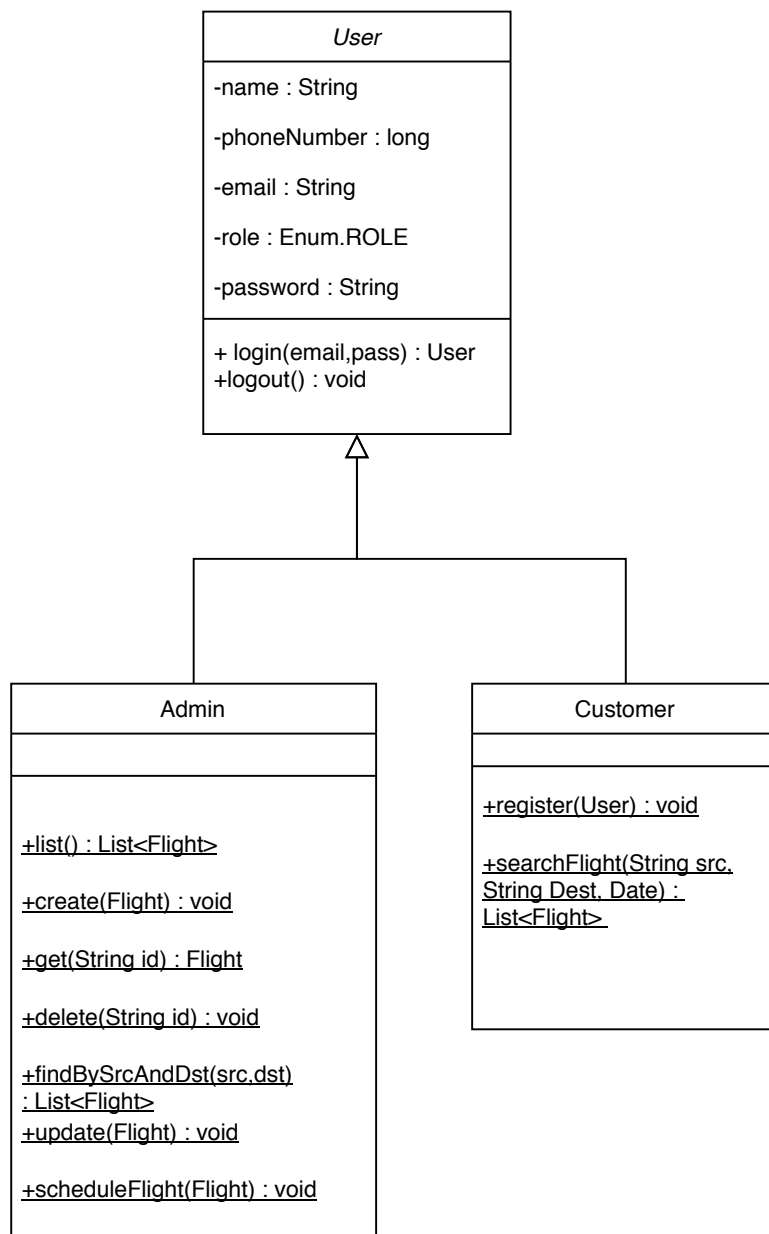 User
-name : String
-phoneNumber : long
-email : String
-role : Enum.ROLE
-password : String
+ login(email,pass) : User
+logout() : void
Admin
+list() : List<Flight>
+create(Flight) : void
+get(String id) : Flight
+delete(String id) : void
+findBySrcAndDst(src,dst)
: List<Flight>
+update(Flight) : void
+scheduleFlight(Flight) : void
Customer
+register(User) : void
+searchFlight(String src,
String Dest, Date) :
List<Flight>